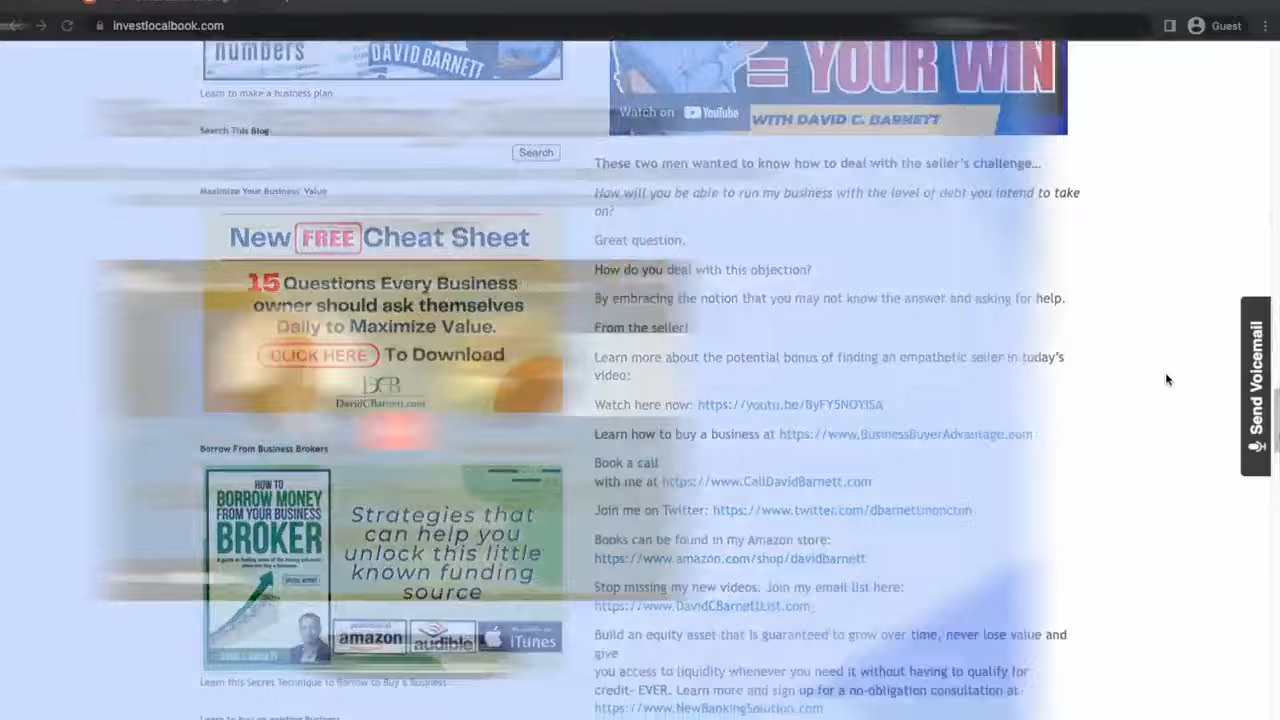 investlocalbook.com
Guest
numbers
DAVID BARNETT
Learn to make a business plan
Search This Blog
Search
Maximize Your Business' Value
New FREE Cheat Sheet
15 Questions Every Business
owner should ask themselves
Daily to Maximize Value.
CLICK HERE To Download
DCB
DavidCBarnett.com
Borrow From Business Brokers
HOW TO
BORROW MONEY
FROM YOUR BUSINESS
BROKER
Strategies that
can help you
unlock this little
known funding
source
amazon
audible
iTunes
Learn this Secret Technique to Borrow to Buy a Business
Learn to buy an existing Business
= YOUR WIN
Watch on YouTube
WITH DAVID C. BARNETT
These two men wanted to know how to deal with the seller's challenge...
How will you be able to run my business with the level of debt you intend to take
on?
Great question.
How do you deal with this objection?
By embracing the notion that you may not know the answer and asking for help.
From the seller!
Learn more about the potential bonus of finding an empathetic seller in today's
video:
Watch here now: https://youtu.be/
Learn how to buy a business at https://www.BusinessBuyerAdvantage.com
Book a call
with me at https://www.CallDavidBarnett.com
Join me on Twitter: https://www.twitter.com/dbarnettmoncton
Books can be found in my Amazon store:
https://www.amazon.com/shop/davidbarnett
Stop missing my new videos. Join my email list here:
https://www.DavidCBarnettList.com
Build an equity asset that is guaranteed to grow over time, never lose value and
give
you access to liquidity whenever you need it without having to qualify for
credit- EVER. Learn more and sign up for a no-obligation consultation at
https://www.NewBankingSolution.com
Send Voicemail